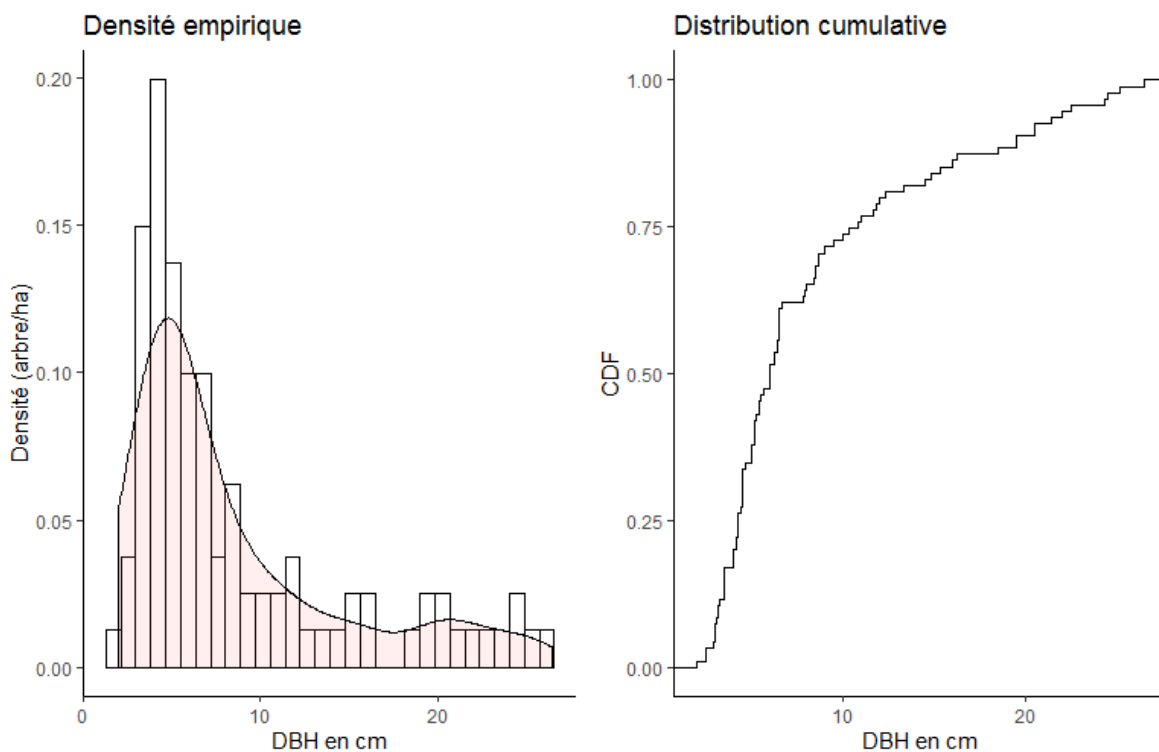 Densité empirique
Densité (arbre/ha)
0.20
0.15
0.10
0.05
0.00
0
10
20
DBH en cm
Distribution cumulative
CDF
1.00
0.75
0.50
0.25
0.00
10
20
DBH en cm